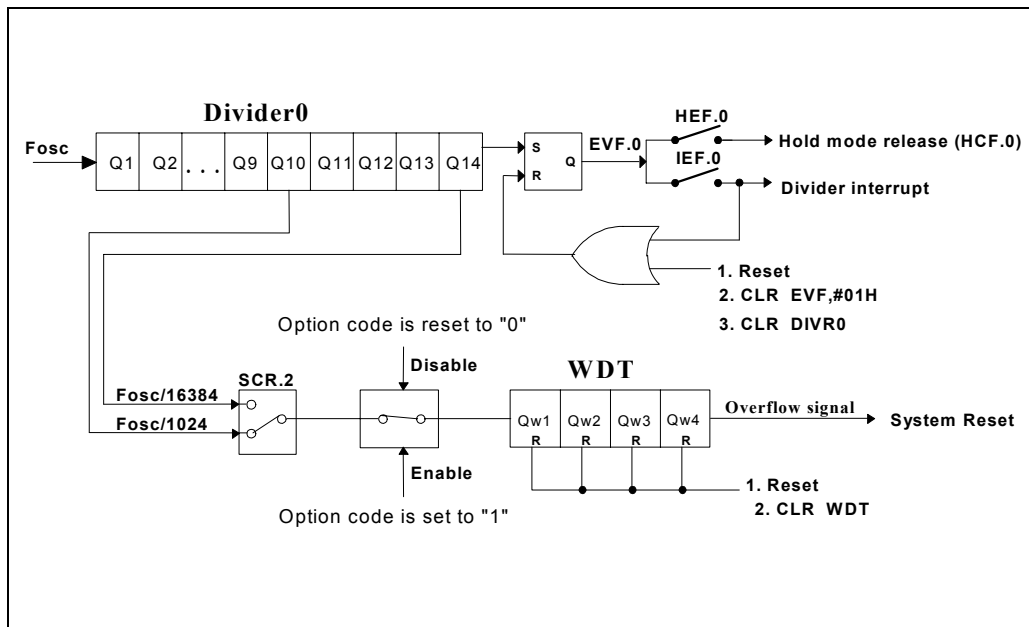 Divider0
Fosc
Q1 Q2 ... Q9 Q10 Q11 Q12 Q13 Q14
S
R
Q
EVF.0
HEF.0
IEF.0
Hold mode release (HCF.0)
Divider interrupt
1. Reset
2. CLR EVF,#01H
3. CLR DIVR0
Option code is reset to "0"
Disable
SCR.2
Fosc/16384
Fosc/1024
Enable
Option code is set to "1"
WDT
Qw1 Qw2 Qw3 Qw4
R R R R
Overflow signal
System Reset
1. Reset
2. CLR WDT